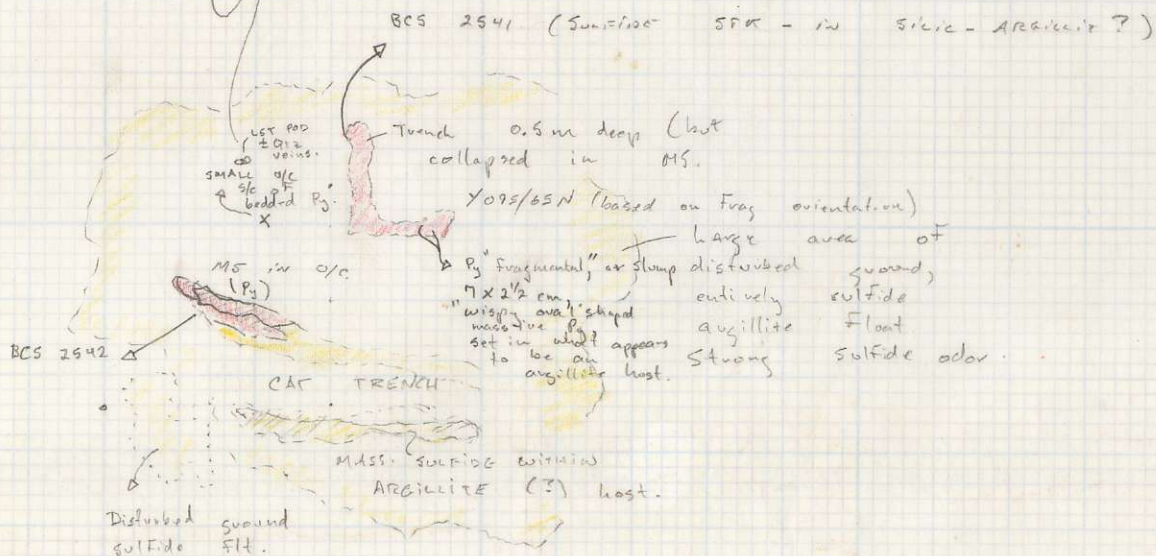 BCS 2541 (Sulfide STK - in Silic - ARGillit ?)
LST POD
± QTZ
veins.
SMALL O/C
S/C OF
bedded Py.
X
Trench 0.5m deep (but
collapsed in MS.
Y095/65N (based on Frag orientation)
Large area of
disturbed ground,
entirely sulfide
argillite Float
Strong sulfide odor.
Py "fragmental," or slump
7 x 2 1/2 cm,
"wispy oval" shaped
massive Py,
set in what appears
to be an
argillite host.
MS in O/C
(Py)
BCS 2542
CAT TRENCH
MASS. SULFIDE WITHIN
ARGILLITE (?) host.
Disturbed ground
sulfide Flt.